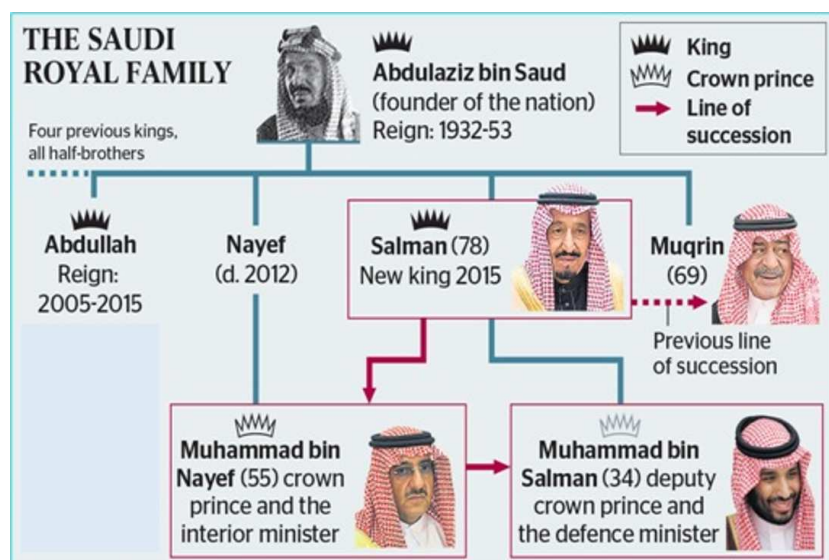 THE SAUDI
ROYAL FAMILY
Four previous kings,
all half-brothers
Abdulaziz bin Saud
(founder of the nation)
Reign: 1932-53
King
Crown prince
Line of
succession
Abdullah
Reign:
2005-2015
Nayef
(d. 2012)
Salman (78)
New king 2015
Muqrin
(69)
Previous line
of succession
Muhammad bin
Nayef (55) crown
prince and the
interior minister
Muhammad bin
Salman (34) deputy
crown prince and
the defence minister